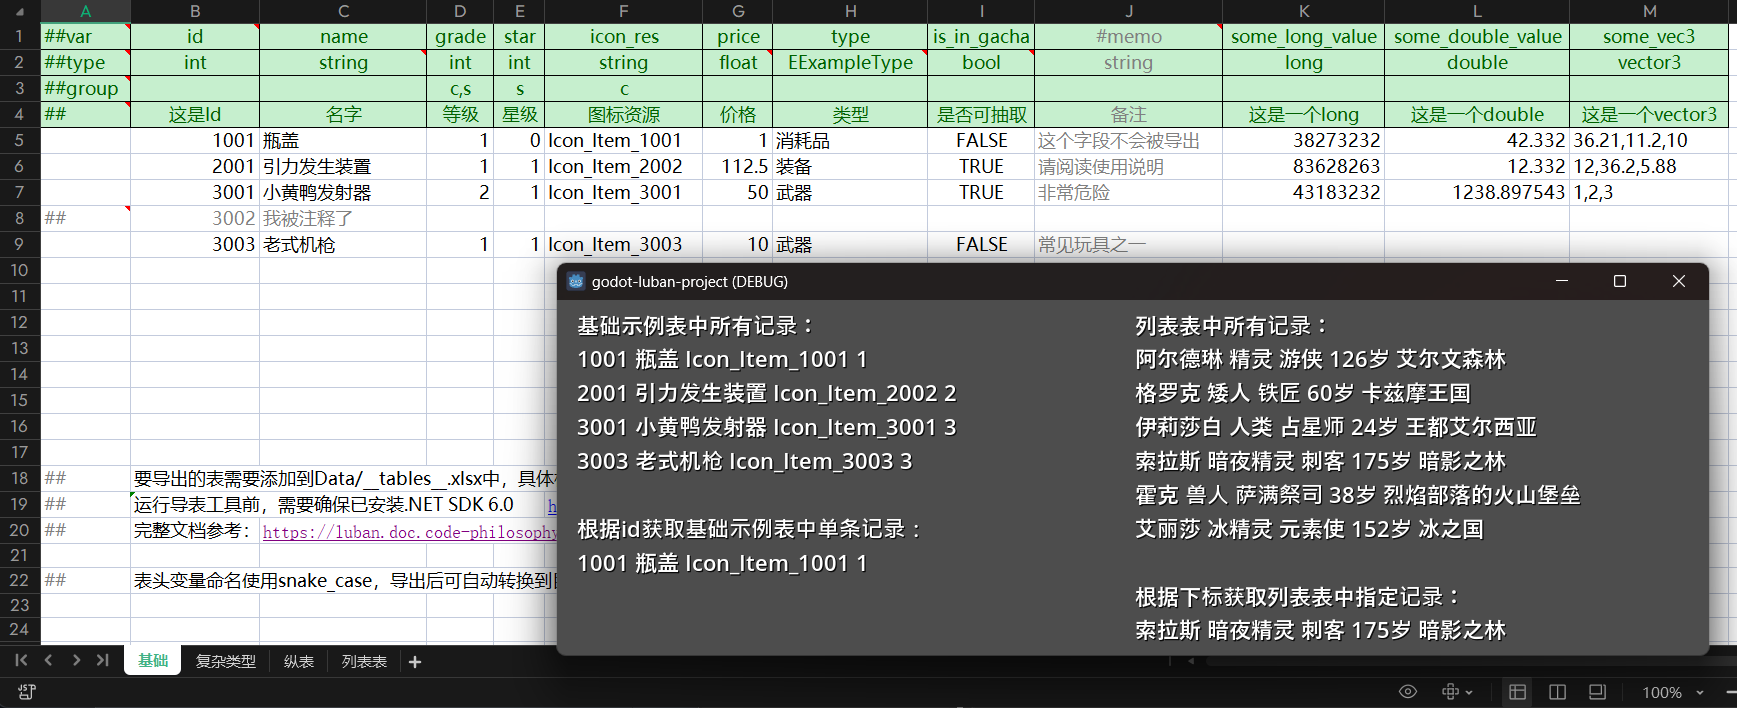 A B C D E F G H I J K L M
1 ##var id name grade star icon_res price type is_in_gacha #memo some_long_value some_double_value some_vec3
2 ##type int string int int string float EExampleType bool string long double vector3
3 ##group c,s s c
4 ## 这是Id 名字 等级 星级 图标资源 价格 类型 是否可抽取 备注 这是一个long 这是一个double 这是一个vector3
5 1001 瓶盖 1 0 Icon_Item_1001 1 消耗品 FALSE 这个字段不会被导出 38273232 42.332 36.21,11.2,10
6 2001 引力发生装置 1 1 Icon_Item_2002 112.5 装备 TRUE 请阅读使用说明 83628263 12.332 12,36.2,5.88
7 3001 小黄鸭发射器 2 1 Icon_Item_3001 50 武器 TRUE 非常危险 43183232 1238.897543 1,2,3
8 ## 3002 我被注释了
9 3003 老式机枪 1 1 Icon_Item_3003 10 武器 FALSE 常见玩具之一
10
11
12
13
14
15
16
17
18 ## 要导出的表需要添加到Data/__tables__.xlsx中，具体
19 ## 运行导表工具前，需要确保已安装.NET SDK 6.0 h
20 ## 完整文档参考： https://luban.doc.code-philosophy
21
22 ## 表头变量命名使用snake_case，导出后可自动转换到
23
24
godot-luban-project (DEBUG)
基础示例表中所有记录：
1001 瓶盖 Icon_Item_1001 1
2001 引力发生装置 Icon_Item_2002 2
3001 小黄鸭发射器 Icon_Item_3001 3
3003 老式机枪 Icon_Item_3003 3
根据id获取基础示例表中单条记录：
1001 瓶盖 Icon_Item_1001 1
列表表中所有记录：
阿尔德琳 精灵 游侠 126岁 艾尔文森林
格罗克 矮人 铁匠 60岁 卡兹摩王国
伊莉莎白 人类 占星师 24岁 王都艾尔西亚
索拉斯 暗夜精灵 刺客 175岁 暗影之林
霍克 兽人 萨满祭司 38岁 烈焰部落的火山堡垒
艾丽莎 冰精灵 元素使 152岁 冰之国
根据下标获取列表表中指定记录：
索拉斯 暗夜精灵 刺客 175岁 暗影之林
基础 复杂类型 纵表 列表表
100%